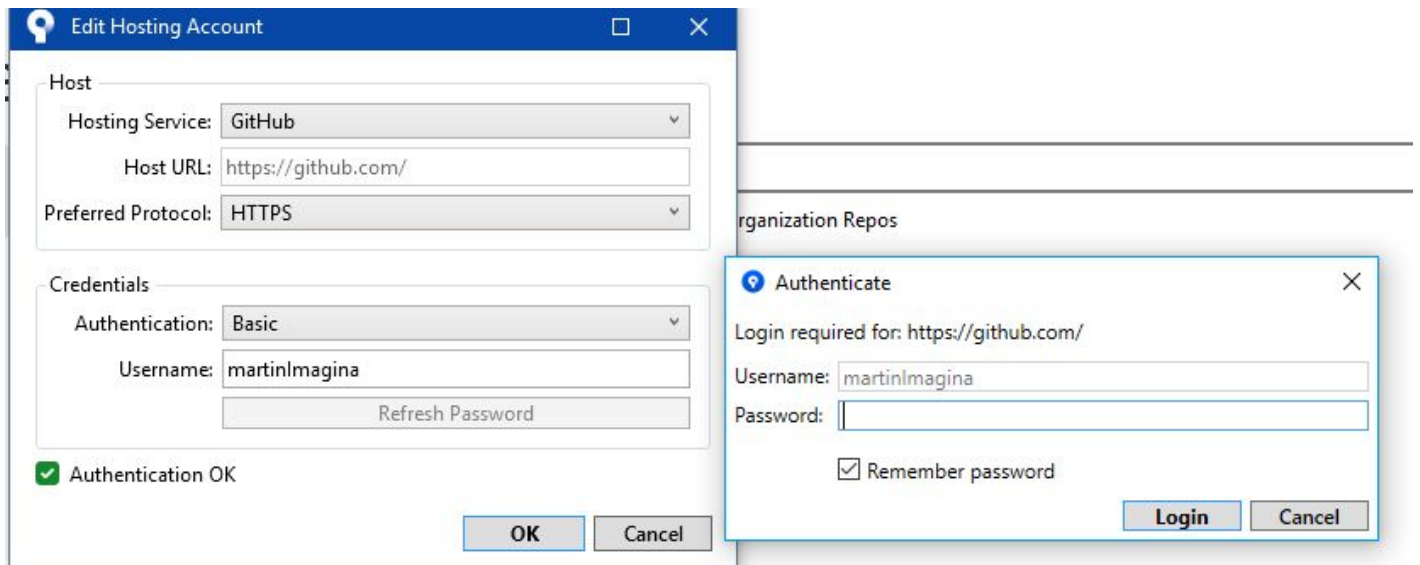 Edit Hosting Account
Host
Hosting Service: GitHub
Host URL: https://github.com/
Preferred Protocol: HTTPS
Credentials
Authentication: Basic
Username: martinImagina
Refresh Password
Authentication OK
OK Cancel
rganization Repos
Authenticate
Login required for: https://github.com/
Username: martinImagina
Password:
Remember password
Login Cancel